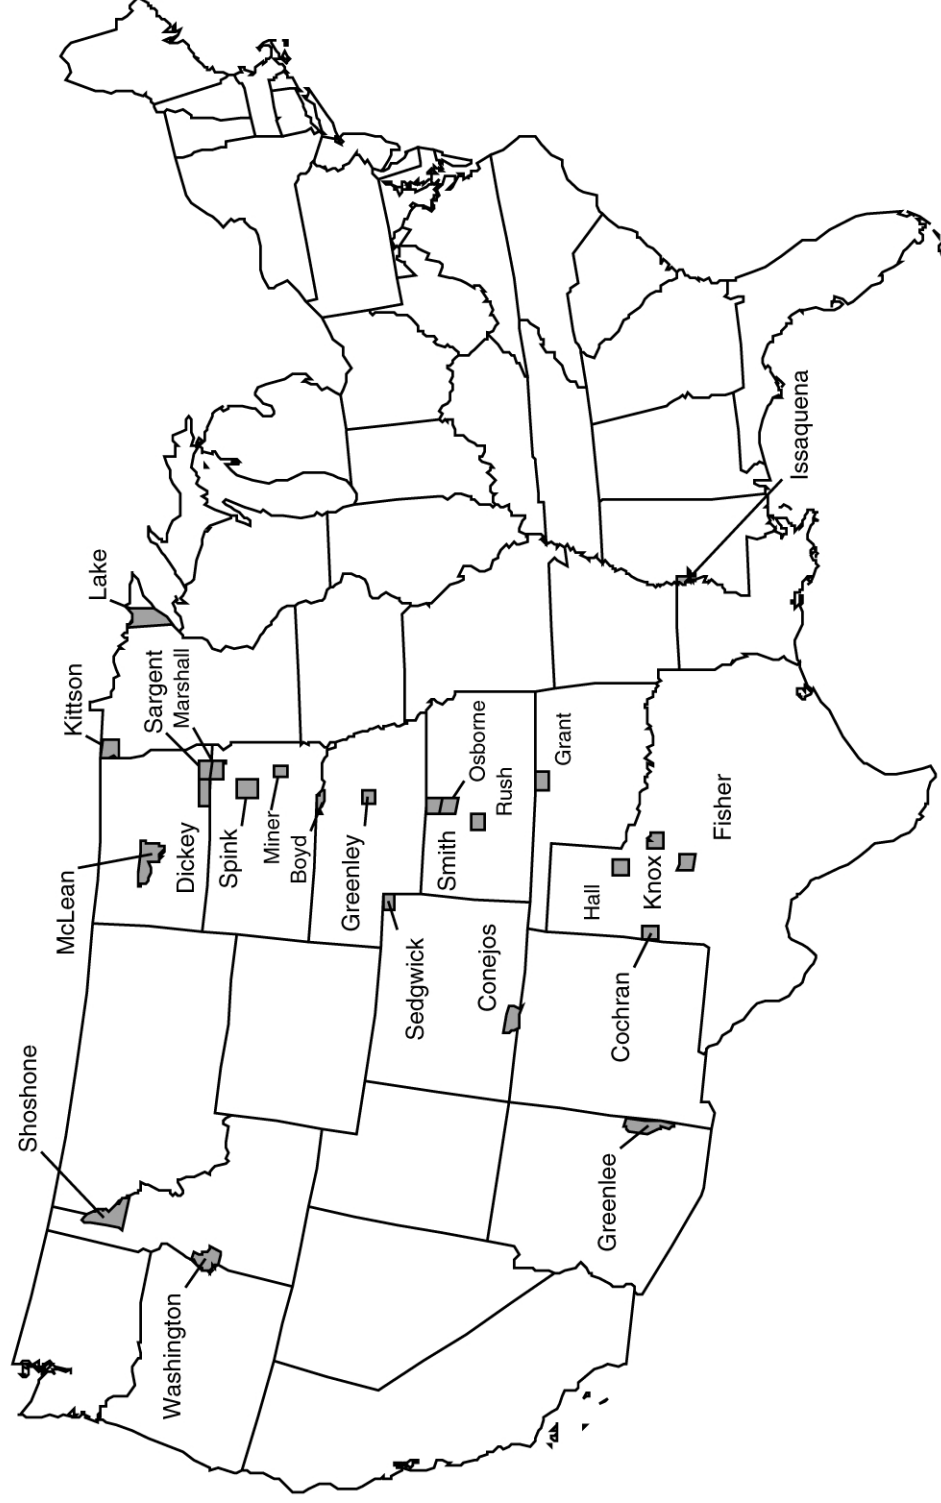 Shoshone
McLean
Kittson
Lake
Sargent
Marshall
Washington
Dickey
Spink
Miner
Boyd
Greenley
Smith
Osborne
Rush
Sedgwick
Conejos
Grant
Hall
Knox
Fisher
Cochran
Greenlee
Issaquena